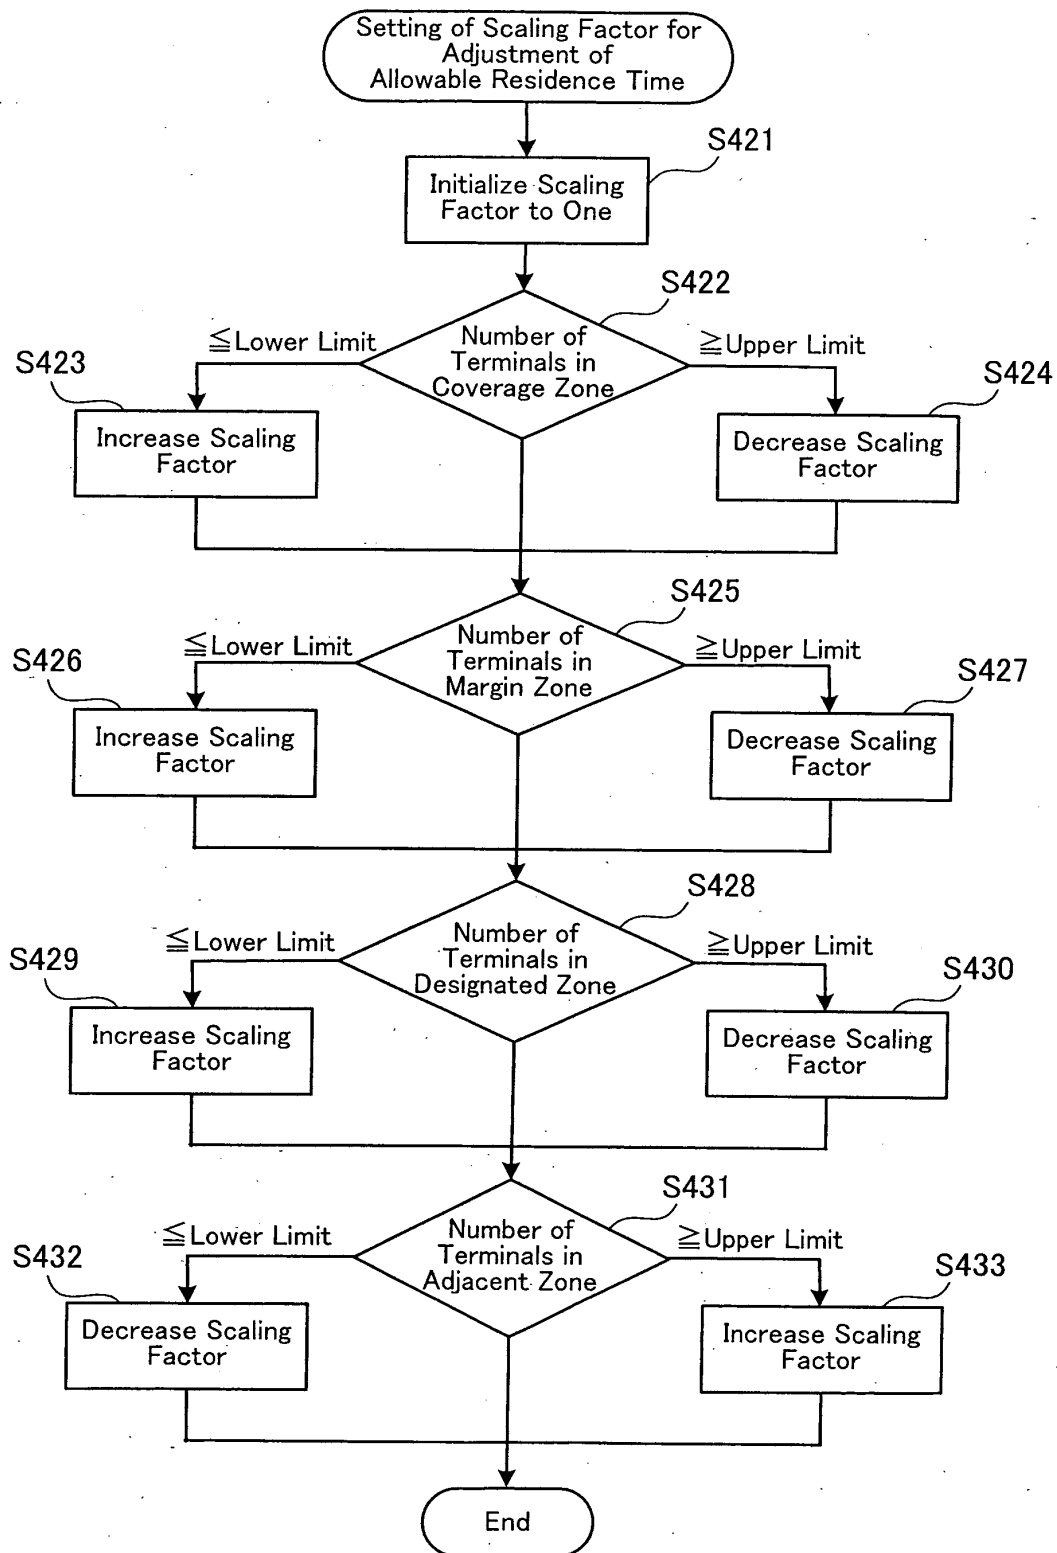 Setting of Scaling Factor for
Adjustment of
Allowable Residence Time
S421
Initialize Scaling
Factor to One
S422
Number of
Terminals in
Coverage Zone
≦Lower Limit
≧Upper Limit
S423
S424
Increase Scaling
Factor
Decrease Scaling
Factor
S425
Number of
Terminals in
Margin Zone
≦Lower Limit
≧Upper Limit
S426
S427
Increase Scaling
Factor
Decrease Scaling
Factor
S428
Number of
Terminals in
Designated Zone
≦Lower Limit
≧Upper Limit
S429
S430
Increase Scaling
Factor
Decrease Scaling
Factor
S431
Number of
Terminals in
Adjacent Zone
≦Lower Limit
≧Upper Limit
S432
S433
Decrease Scaling
Factor
Increase Scaling
Factor
End